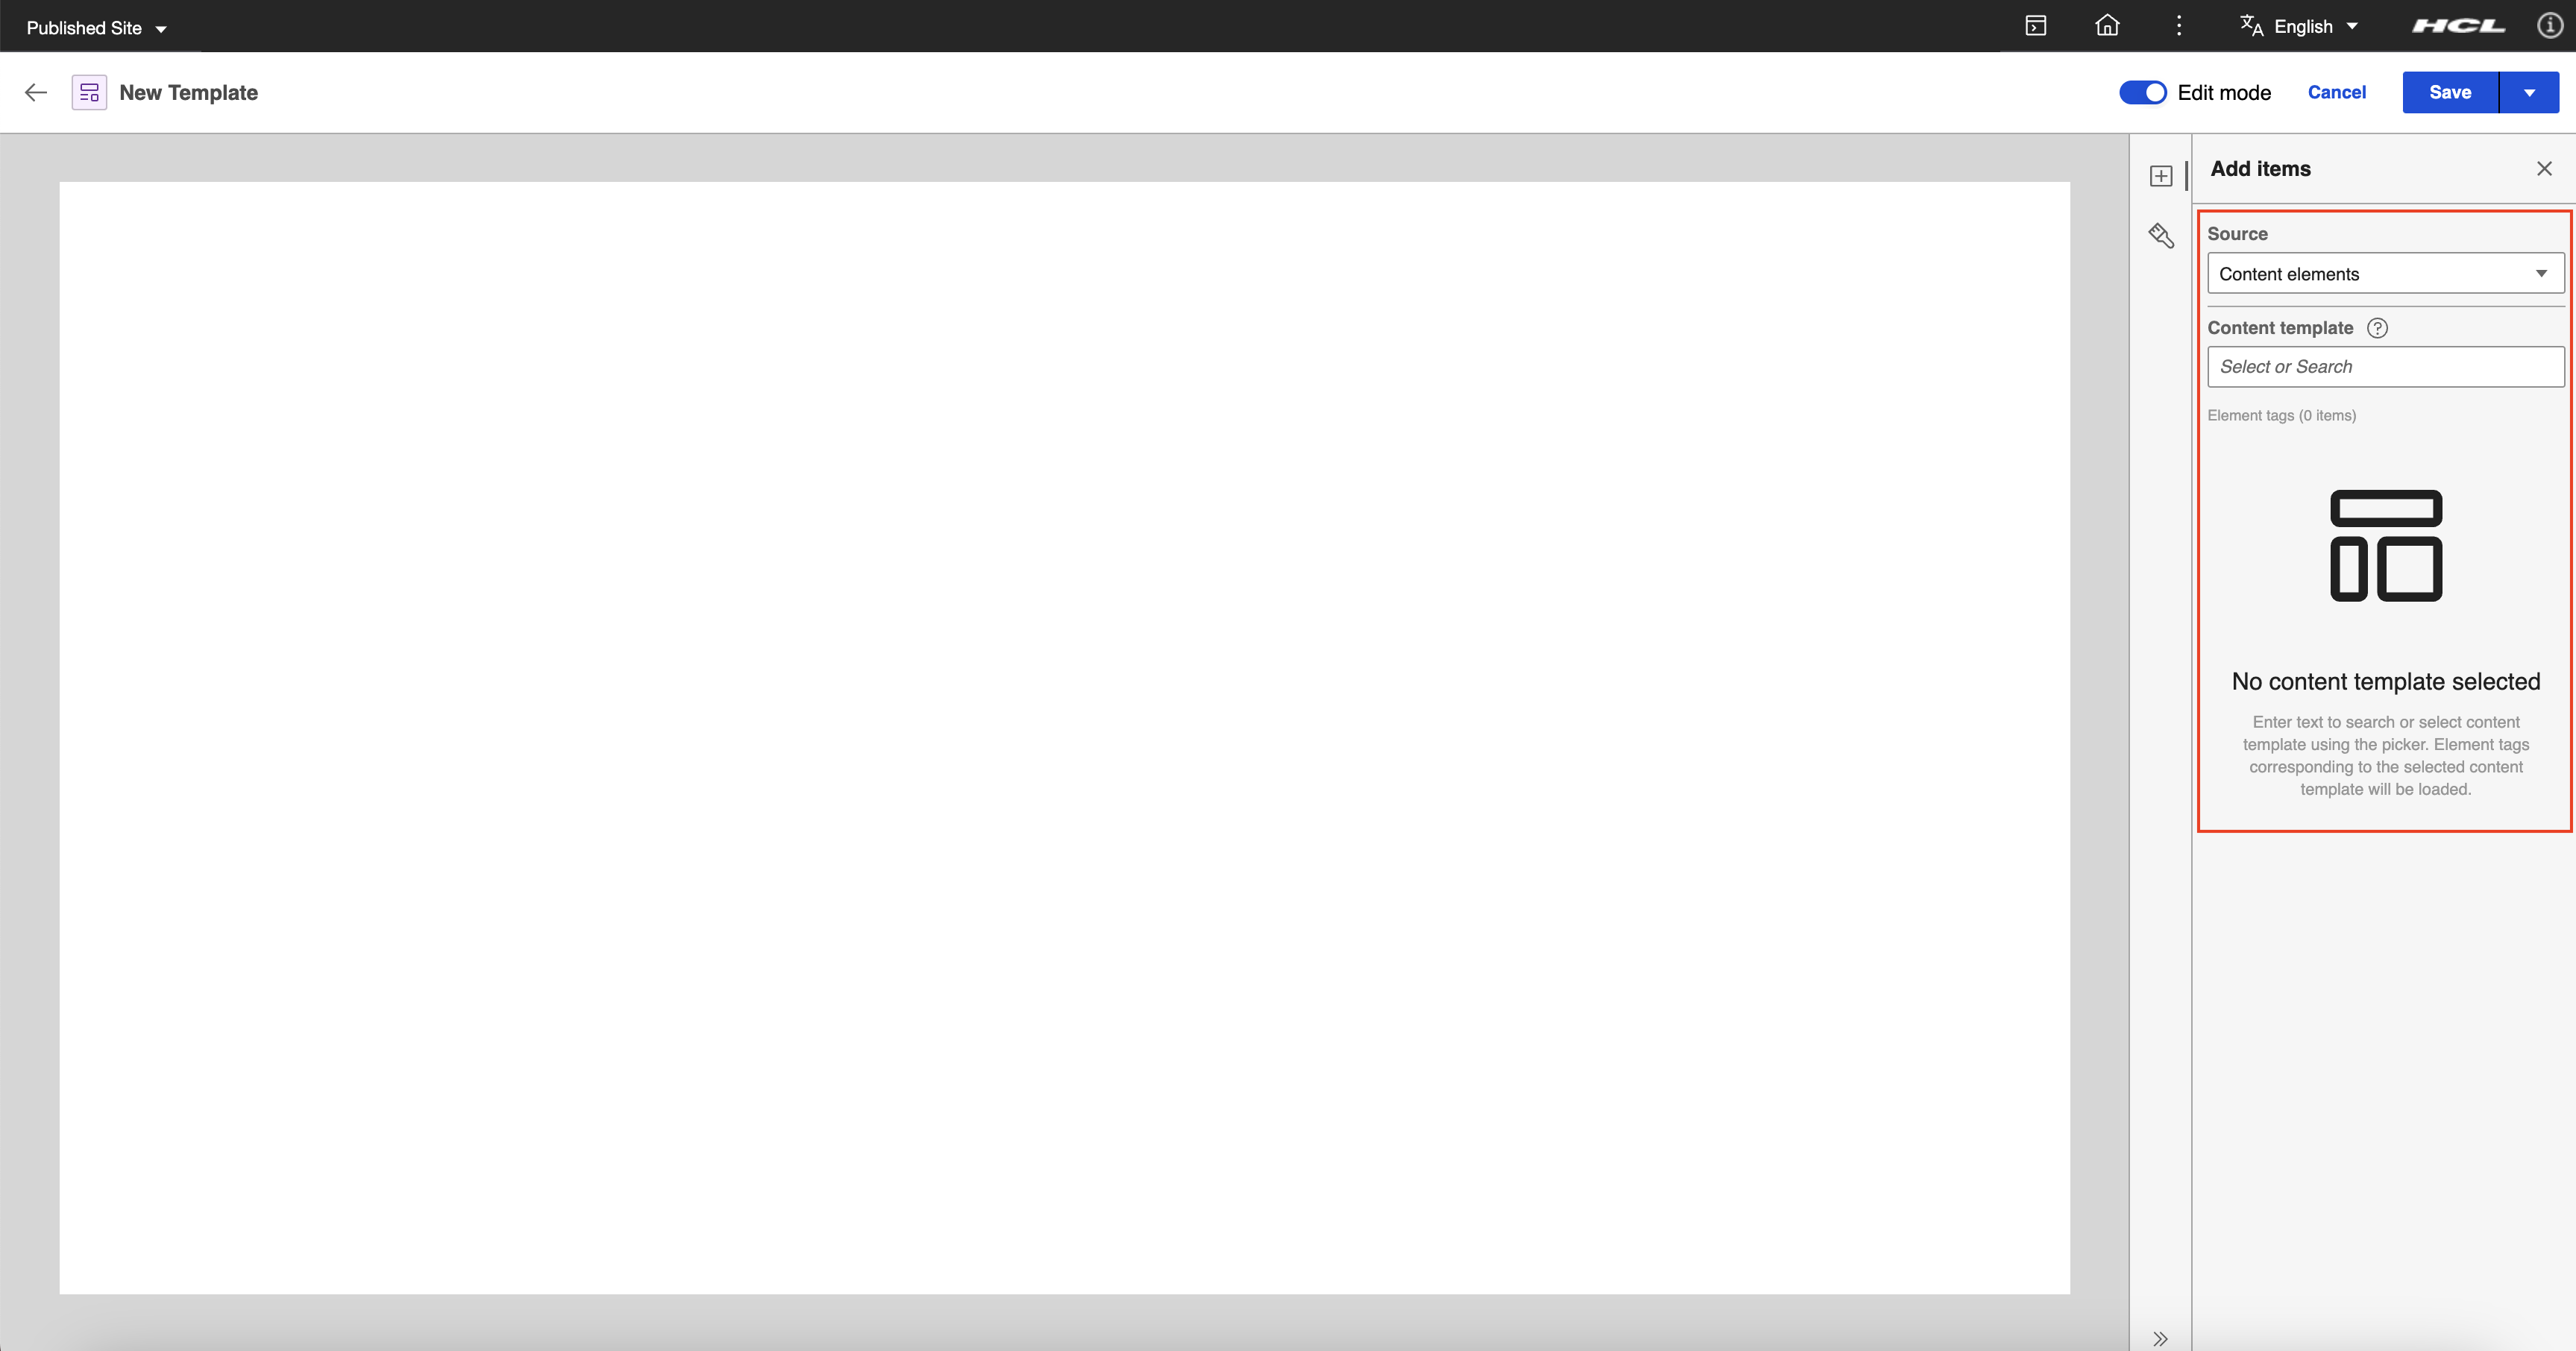 Published Site
English
HCL
New Template
Edit mode
Cancel
Save
Add items
Source
Content elements
Content template
Select or Search
Element tags (0 items)
No content template selected
Enter text to search or select content
template using the picker. Element tags
corresponding to the selected content
template will be loaded.